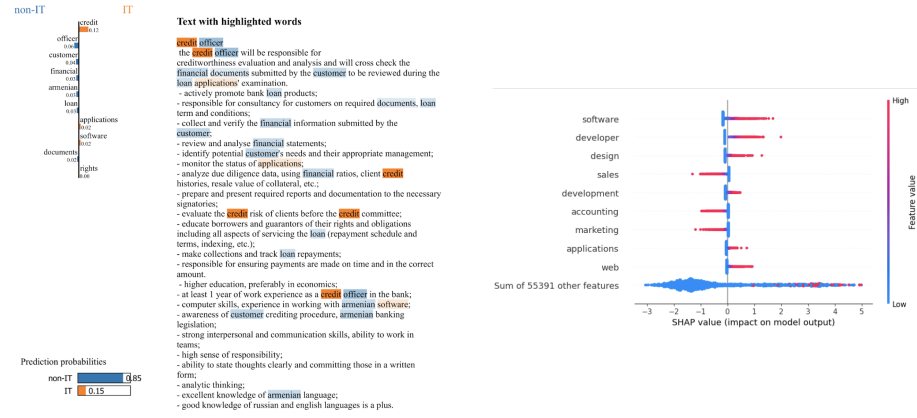 non-IT
IT
credit
0.12
officer
0.06
customer
0.04
financial
0.03
armenian
0.03
loan
0.03
applications
0.02
software
0.02
documents
0.02
rights
0.00
Prediction probabilities
non-IT
0.85
IT
0.15
Text with highlighted words
credit officer
the credit officer will be responsible for
creditworthiness evaluation and analysis and will cross check the
financial documents submitted by the customer to be reviewed during the
loan applications' examination.
- actively promote bank loan products;
- responsible for consultancy for customers on required documents, loan
term and conditions;
- collect and verify the financial information submitted by the
customer;
- review and analyse financial statements;
- identify potential customer's needs and their appropriate management;
- monitor the status of applications;
- analyze due diligence data, using financial ratios, client credit
histories, resale value of collateral, etc.;
- prepare and present required reports and documentation to the necessary
signatories;
- evaluate the credit risk of clients before the credit committee;
- educate borrowers and guarantors of their rights and obligations
including all aspects of servicing the loan (repayment schedule and
terms, indexing, etc.);
- make collections and track loan repayments;
- responsible for ensuring payments are made on time and in the correct
amount.
- higher education, preferably in economics;
- at least 1 year of work experience as a credit officer in the bank;
- computer skills, experience in working with armenian software;
- awareness of customer crediting procedure, armenian banking
legislation;
- strong interpersonal and communication skills, ability to work in
teams;
- high sense of responsibility;
- ability to state thoughts clearly and committing those in a written
form;
- analytic thinking;
- excellent knowledge of armenian language;
- good knowledge of russian and english languages is a plus.
software
developer
design
sales
development
accounting
marketing
applications
web
Sum of 55391 other features
−3 −2 −1 0 1 2 3 4 5
SHAP value (impact on model output)
High
Feature value
Low